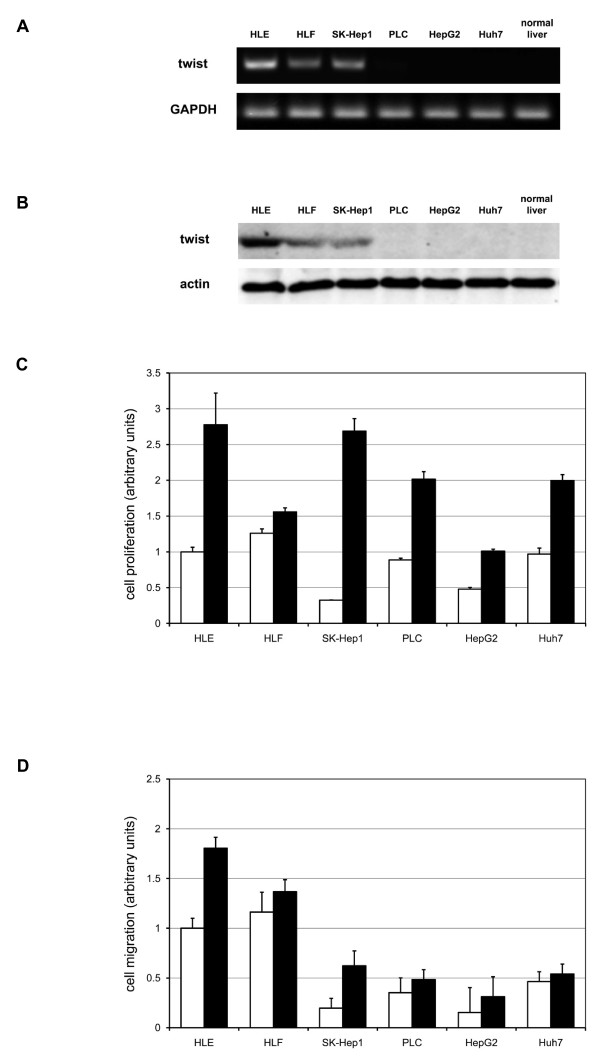 A
HLE HLF SK-Hep1 PLC HepG2 Huh7 normal liver
twist
GAPDH
B
HLE HLF SK-Hep1 PLC HepG2 Huh7 normal liver
twist
actin
C
cell proliferation (arbitrary units)
3.5
3
2.5
2
1.5
1
0.5
0
HLE HLF SK-Hep1 PLC HepG2 Huh7
D
cell migration (arbitrary units)
2.5
2
1.5
1
0.5
0
HLE HLF SK-Hep1 PLC HepG2 Huh7